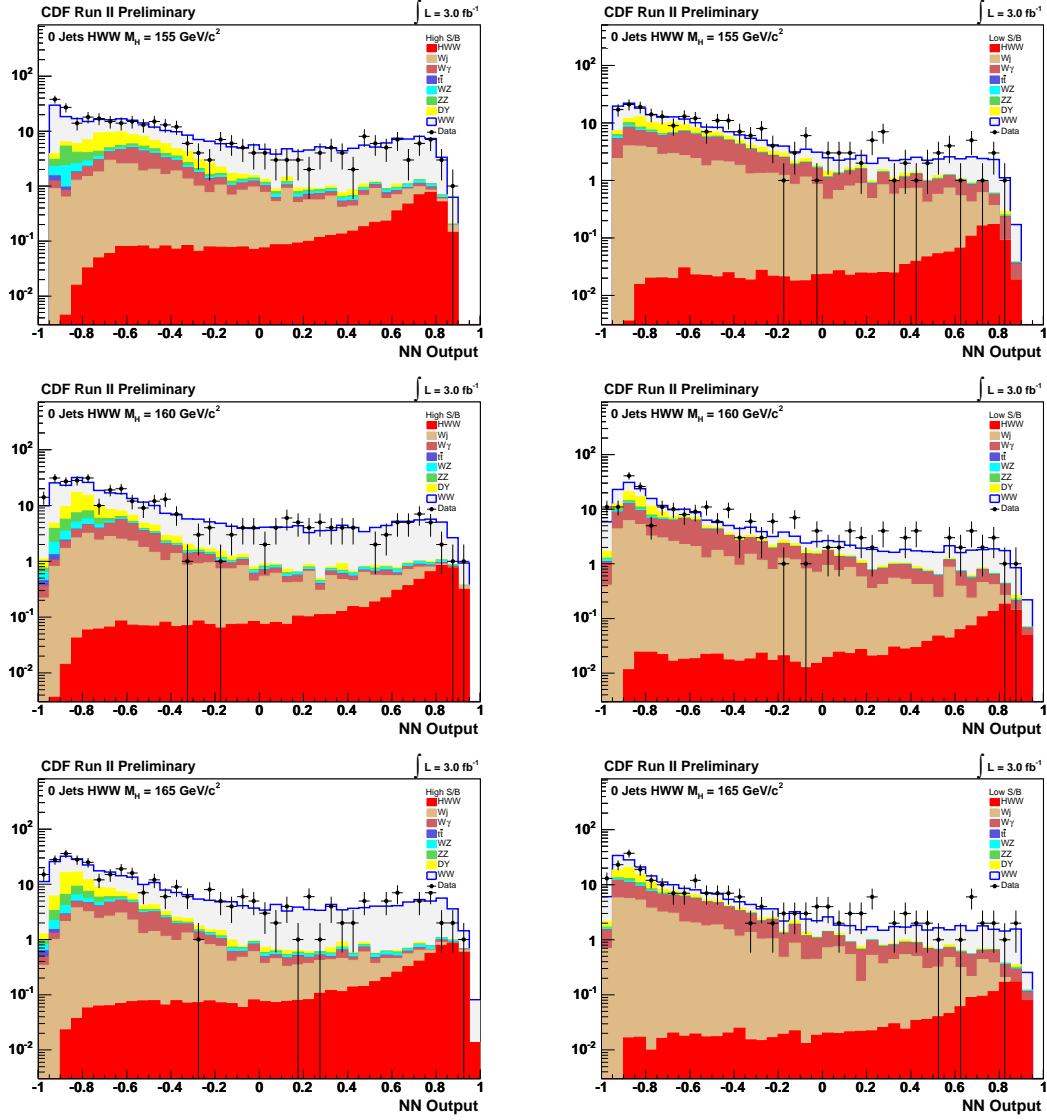 CDF Run II Preliminary
∫ L = 3.0 fb⁻¹
0 Jets HWW M_H = 155 GeV/c²
High S/B
HWW
Wj
Wγ
tt̄
WZ
ZZ
DY
WW
Data
10²
10
1
10⁻¹
10⁻²
-1 -0.8 -0.6 -0.4 -0.2 0 0.2 0.4 0.6 0.8 1
NN Output
CDF Run II Preliminary
∫ L = 3.0 fb⁻¹
0 Jets HWW M_H = 155 GeV/c²
Low S/B
HWW
Wj
Wγ
tt̄
WZ
ZZ
DY
WW
Data
10²
10
1
10⁻¹
10⁻²
-1 -0.8 -0.6 -0.4 -0.2 0 0.2 0.4 0.6 0.8 1
NN Output
CDF Run II Preliminary
∫ L = 3.0 fb⁻¹
0 Jets HWW M_H = 160 GeV/c²
High S/B
HWW
Wj
Wγ
tt̄
WZ
ZZ
DY
WW
Data
10²
10
1
10⁻¹
10⁻²
-1 -0.8 -0.6 -0.4 -0.2 0 0.2 0.4 0.6 0.8 1
NN Output
CDF Run II Preliminary
∫ L = 3.0 fb⁻¹
0 Jets HWW M_H = 160 GeV/c²
Low S/B
HWW
Wj
Wγ
tt̄
WZ
ZZ
DY
WW
Data
10²
10
1
10⁻¹
10⁻²
-1 -0.8 -0.6 -0.4 -0.2 0 0.2 0.4 0.6 0.8 1
NN Output
CDF Run II Preliminary
∫ L = 3.0 fb⁻¹
0 Jets HWW M_H = 165 GeV/c²
High S/B
HWW
Wj
Wγ
tt̄
WZ
ZZ
DY
WW
Data
10²
10
1
10⁻¹
10⁻²
-1 -0.8 -0.6 -0.4 -0.2 0 0.2 0.4 0.6 0.8 1
NN Output
CDF Run II Preliminary
∫ L = 3.0 fb⁻¹
0 Jets HWW M_H = 165 GeV/c²
Low S/B
HWW
Wj
Wγ
tt̄
WZ
ZZ
DY
WW
Data
10²
10
1
10⁻¹
10⁻²
-1 -0.8 -0.6 -0.4 -0.2 0 0.2 0.4 0.6 0.8 1
NN Output